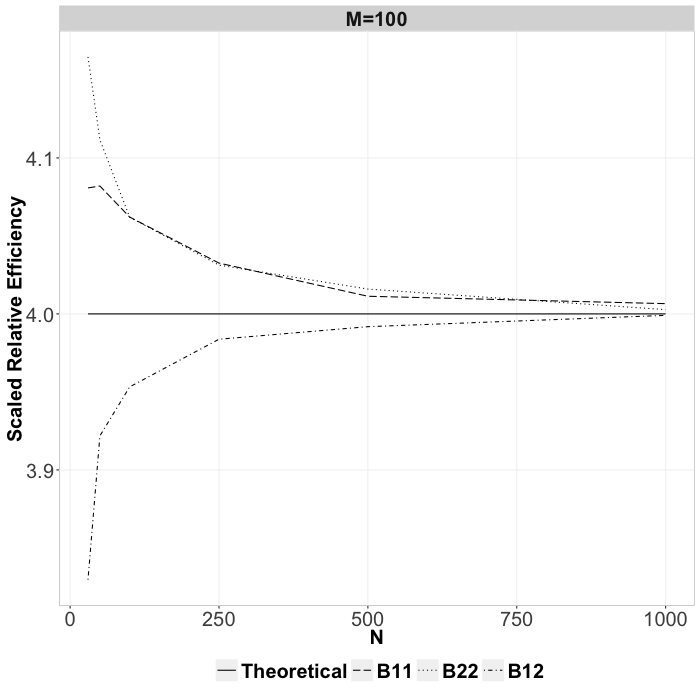 M=100
Scaled Relative Efficiency
4.1
4.0
3.9
0 250 500 750 1000
N
Theoretical B11 B22 B12